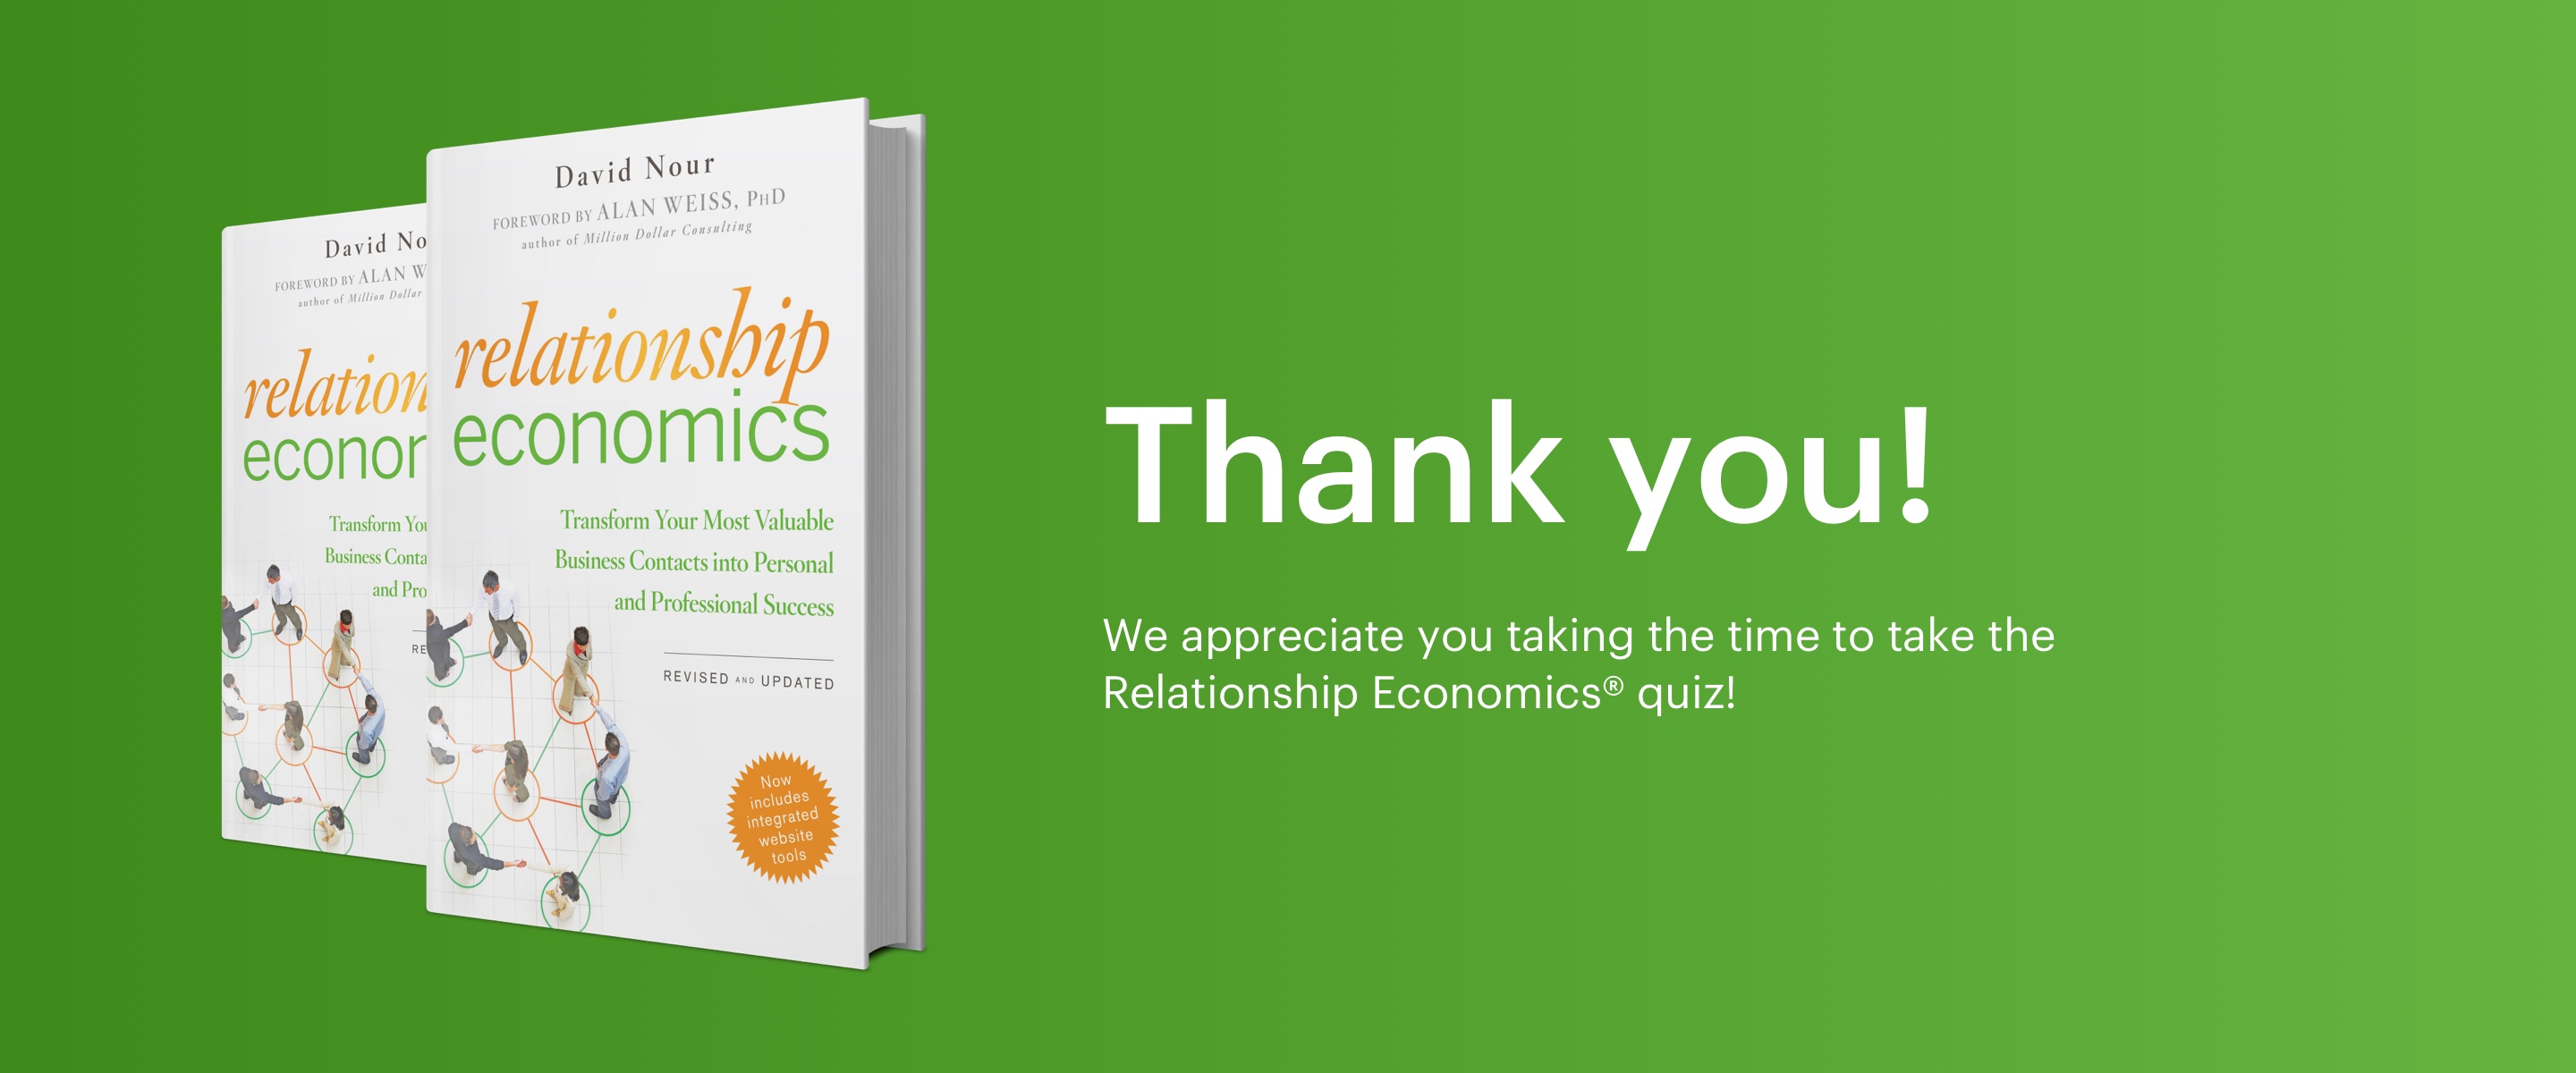 David Nour
FOREWORD BY ALAN WEISS, PHD
author of Million Dollar Consulting
relationship
economics
Transform Your Most Valuable
Business Contacts into Personal
and Professional Success
REVISED AND UPDATED
Now
includes
integrated
website
tools
David No
FOREWORD BY ALAN W
author of Million Dollar
relation
econor
Transform You
Business Conta
and Pro
RE
Thank you!
We appreciate you taking the time to take the
Relationship Economics® quiz!